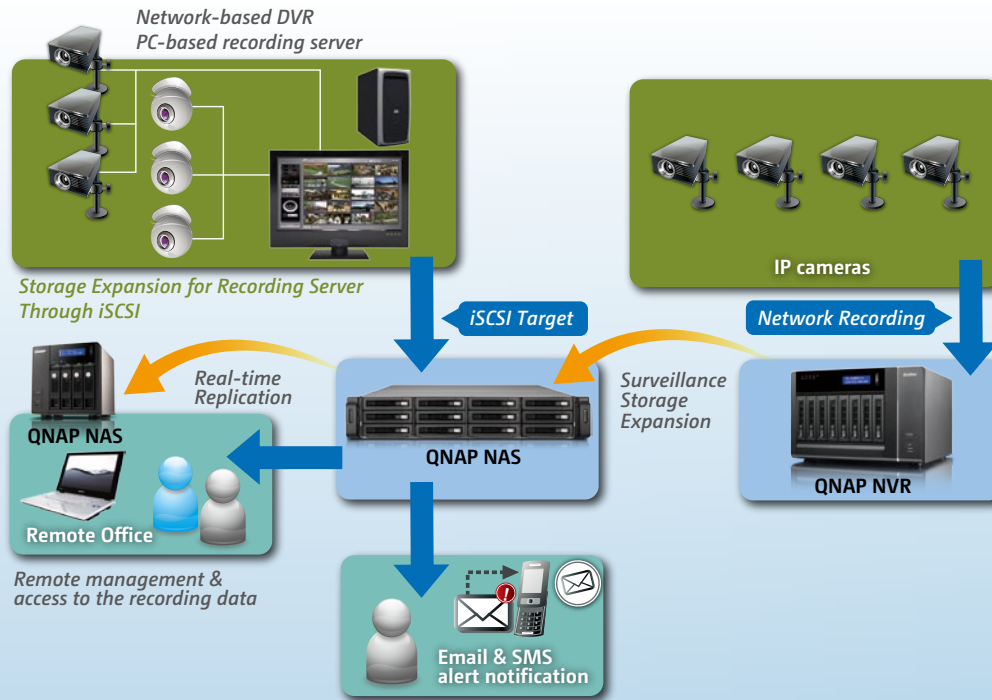 Network-based DVR
PC-based recording server
IP cameras
Storage Expansion for Recording Server
Through iSCSI
iSCSI Target
Network Recording
Real-time
Replication
Surveillance
Storage
Expansion
QNAP NAS
QNAP NAS
QNAP NVR
Remote Office
Remote management &
access to the recording data
Email & SMS
alert notification